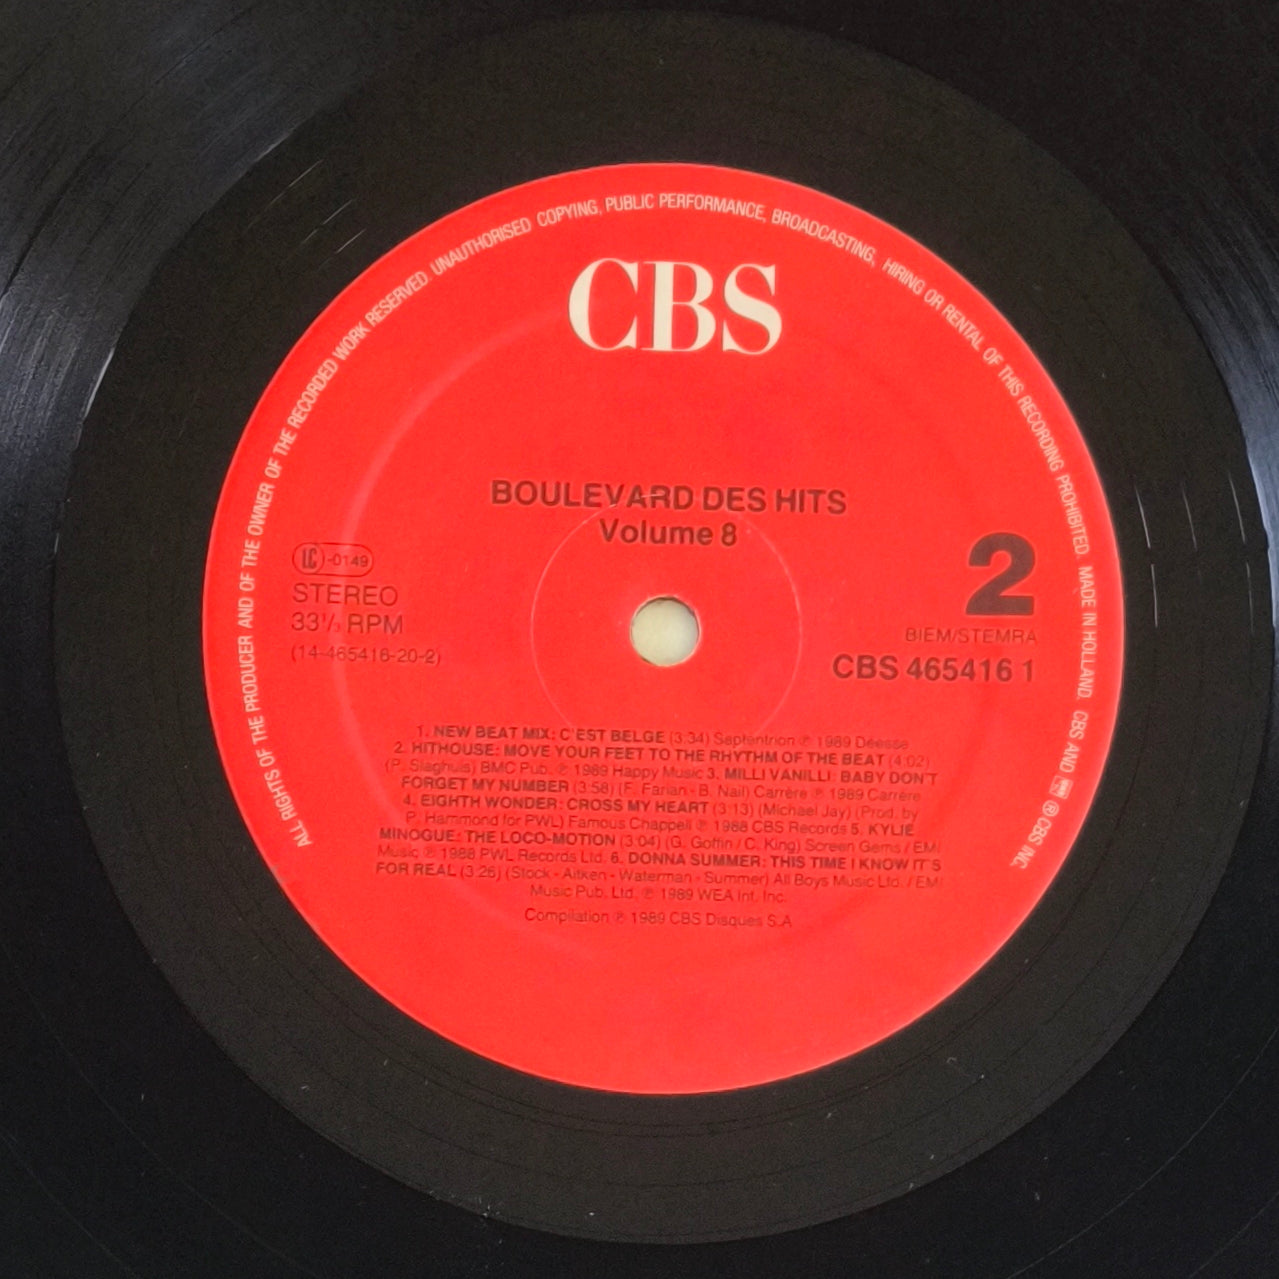 ALL RIGHTS OF THE PRODUCER AND OF THE OWNER OF THE RECORDED WORK RESERVED UNAUTHORISED COPYING, PUBLIC PERFORMANCE, BROADCASTING, HIRING OR RENTAL OF THIS RECORDING PROHIBITED. MADE IN HOLLAND. CBS AND ® CBS INC.
CBS
BOULEVARD DES HITS
Volume 8
LC -0149
STEREO
33⅓ RPM
(14-465416-20-2)
2
BIEM/STEMRA
CBS 465416 1
1. NEW BEAT MIX: C'EST BELGE (3:34) Septentrion ℗ 1989 Déesse
2. HITHOUSE: MOVE YOUR FEET TO THE RHYTHM OF THE BEAT (4:02)
(P. Slaghuis) BMC Pub. ℗ 1989 Happy Music 3. MILLI VANILLI: BABY DON'T
FORGET MY NUMBER (3:58) (F. Farian - B. Nail) Carrère ℗ 1989 Carrère
4. EIGHTH WONDER: CROSS MY HEART (3:13) (Michael Jay) (Prod. by
P. Hammond for PWL) Famous Chappell ℗ 1988 CBS Records 5. KYLIE
MINOGUE: THE LOCO-MOTION (3:04) (G. Goffin / C. King) Screen Gems / EMI
Music ℗ 1988 PWL Records Ltd. 6. DONNA SUMMER: THIS TIME I KNOW IT'S
FOR REAL (3:26) (Stock - Aitken - Waterman - Summer) All Boys Music Ltd. / EMI
Music Pub. Ltd. ℗ 1989 WEA Int. Inc.
Compilation ℗ 1989 CBS Disques S.A